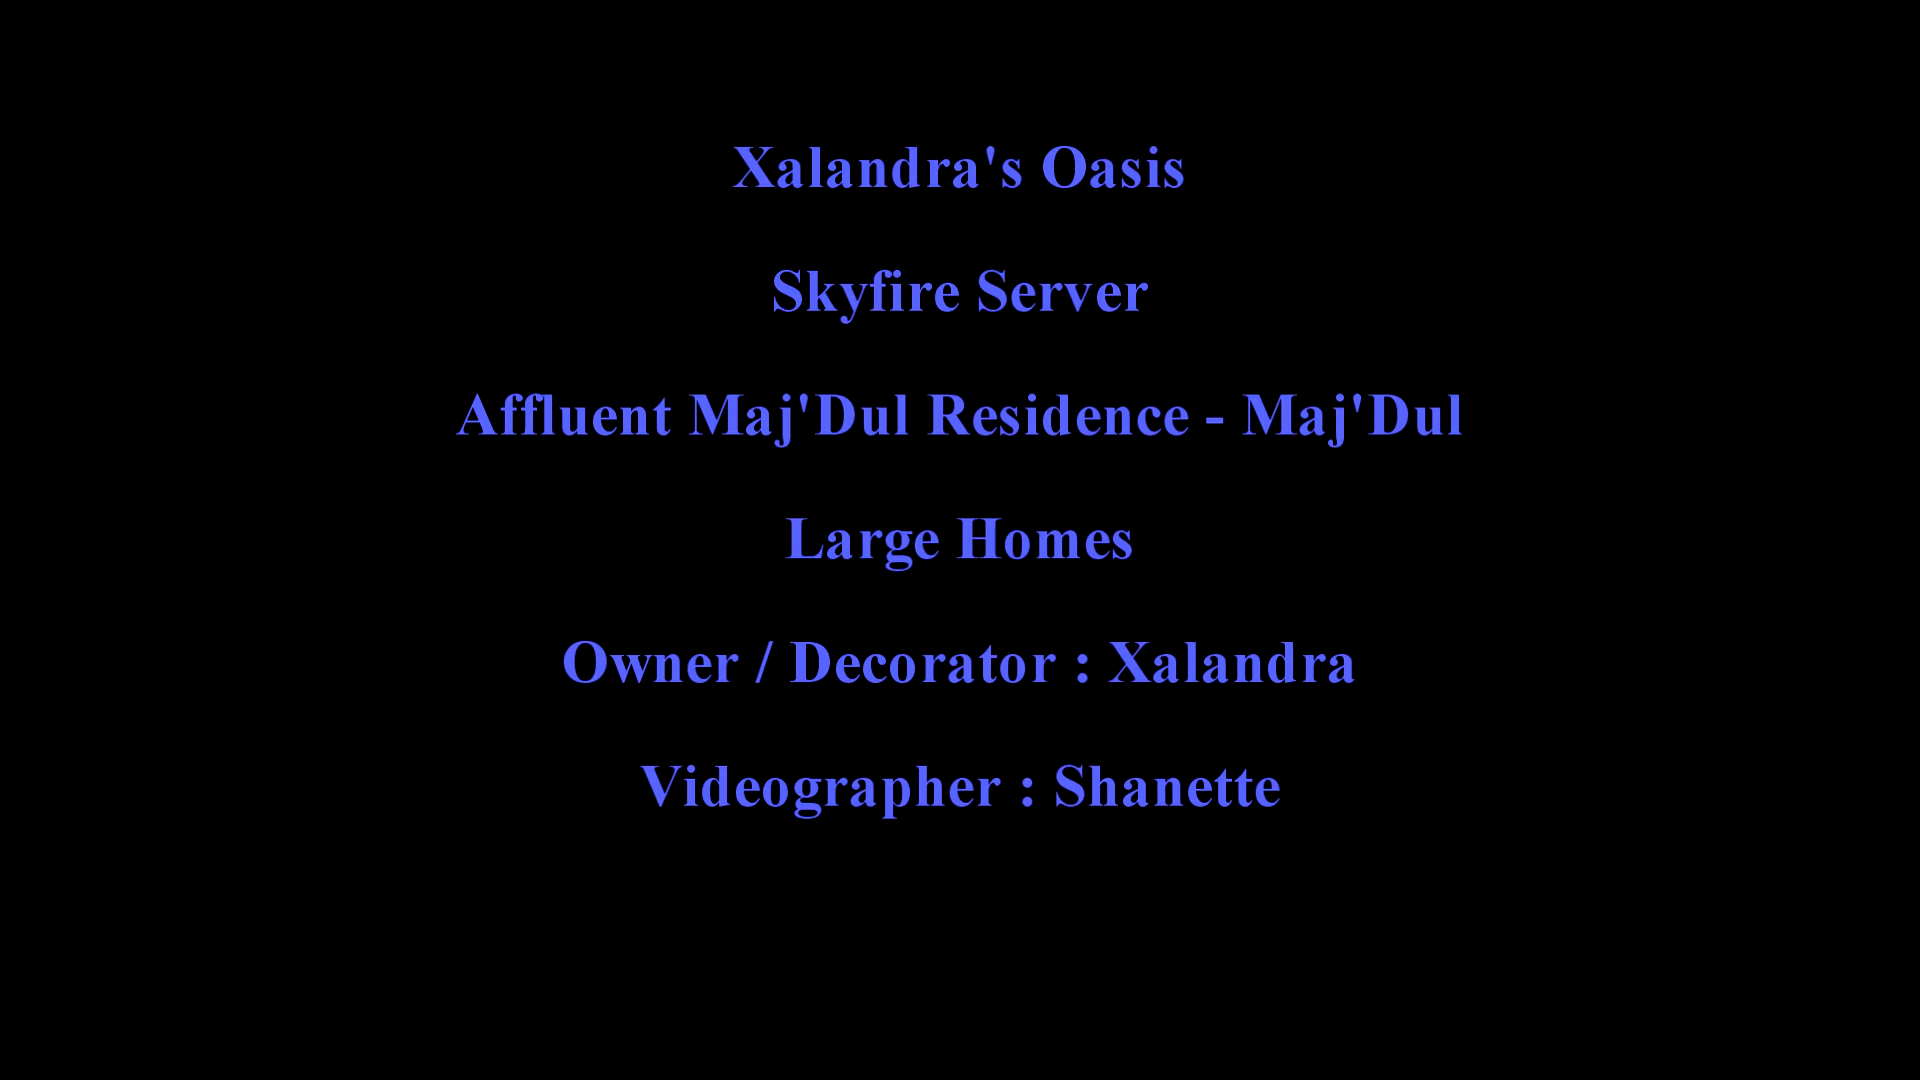 Xalandra's Oasis
Skyfire Server
Affluent Maj'Dul Residence - Maj'Dul
Large Homes
Owner / Decorator : Xalandra
Videographer : Shanette